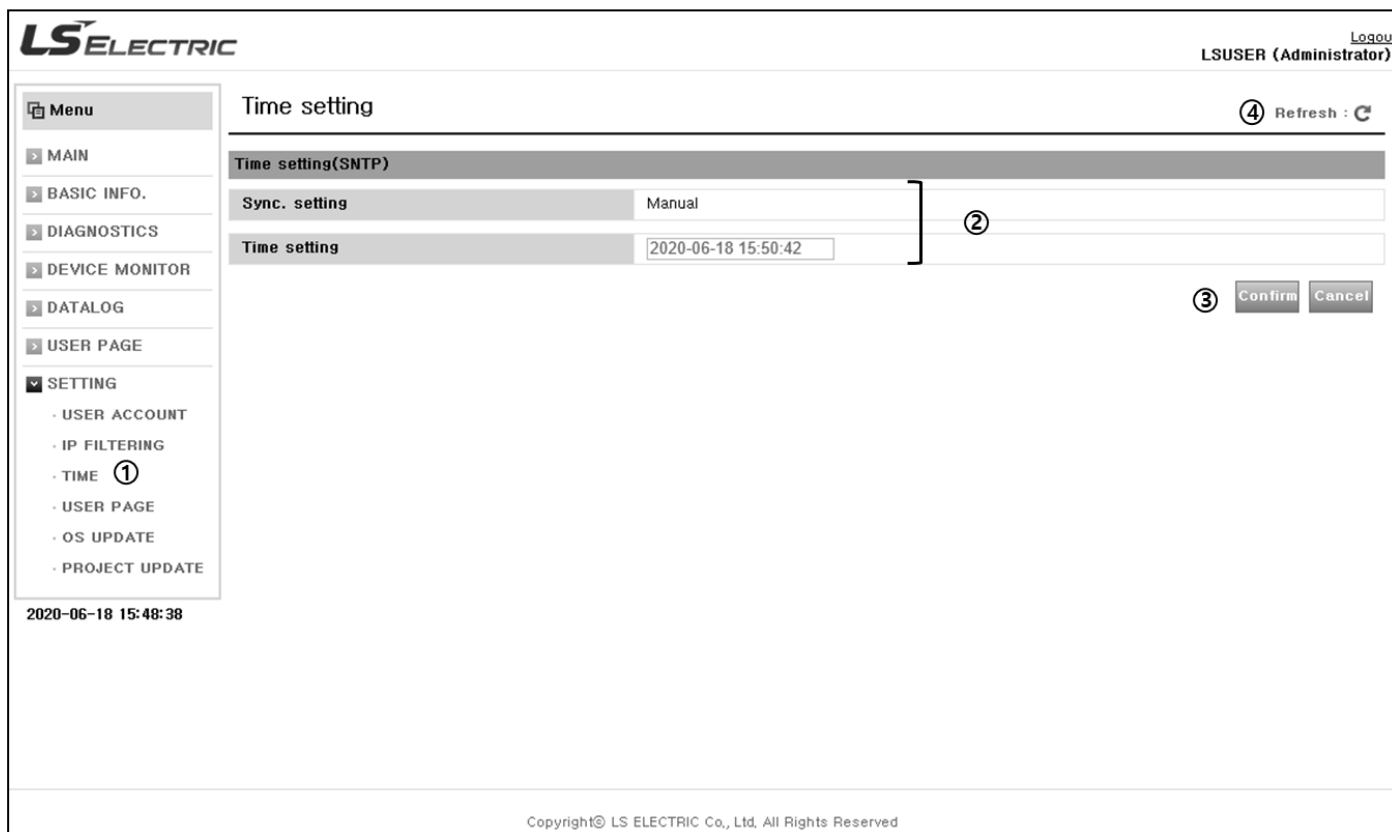 LS ELECTRIC
Logou
LSUSER (Administrator)
Menu
MAIN
BASIC INFO.
DIAGNOSTICS
DEVICE MONITOR
DATALOG
USER PAGE
SETTING
· USER ACCOUNT
· IP FILTERING
· TIME ①
· USER PAGE
· OS UPDATE
· PROJECT UPDATE
2020-06-18 15:48:38
Time setting
④ Refresh :
Time setting(SNTP)
Sync. setting Manual
②
Time setting 2020-06-18 15:50:42
③ Confirm Cancel
Copyright© LS ELECTRIC Co,, Ltd, All Rights Reserved